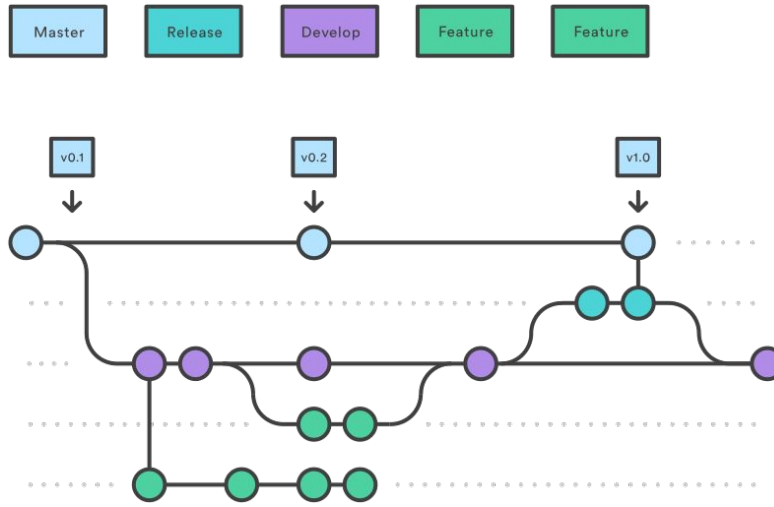 Master
Release
Develop
Feature
Feature
v0.1
v0.2
v1.0